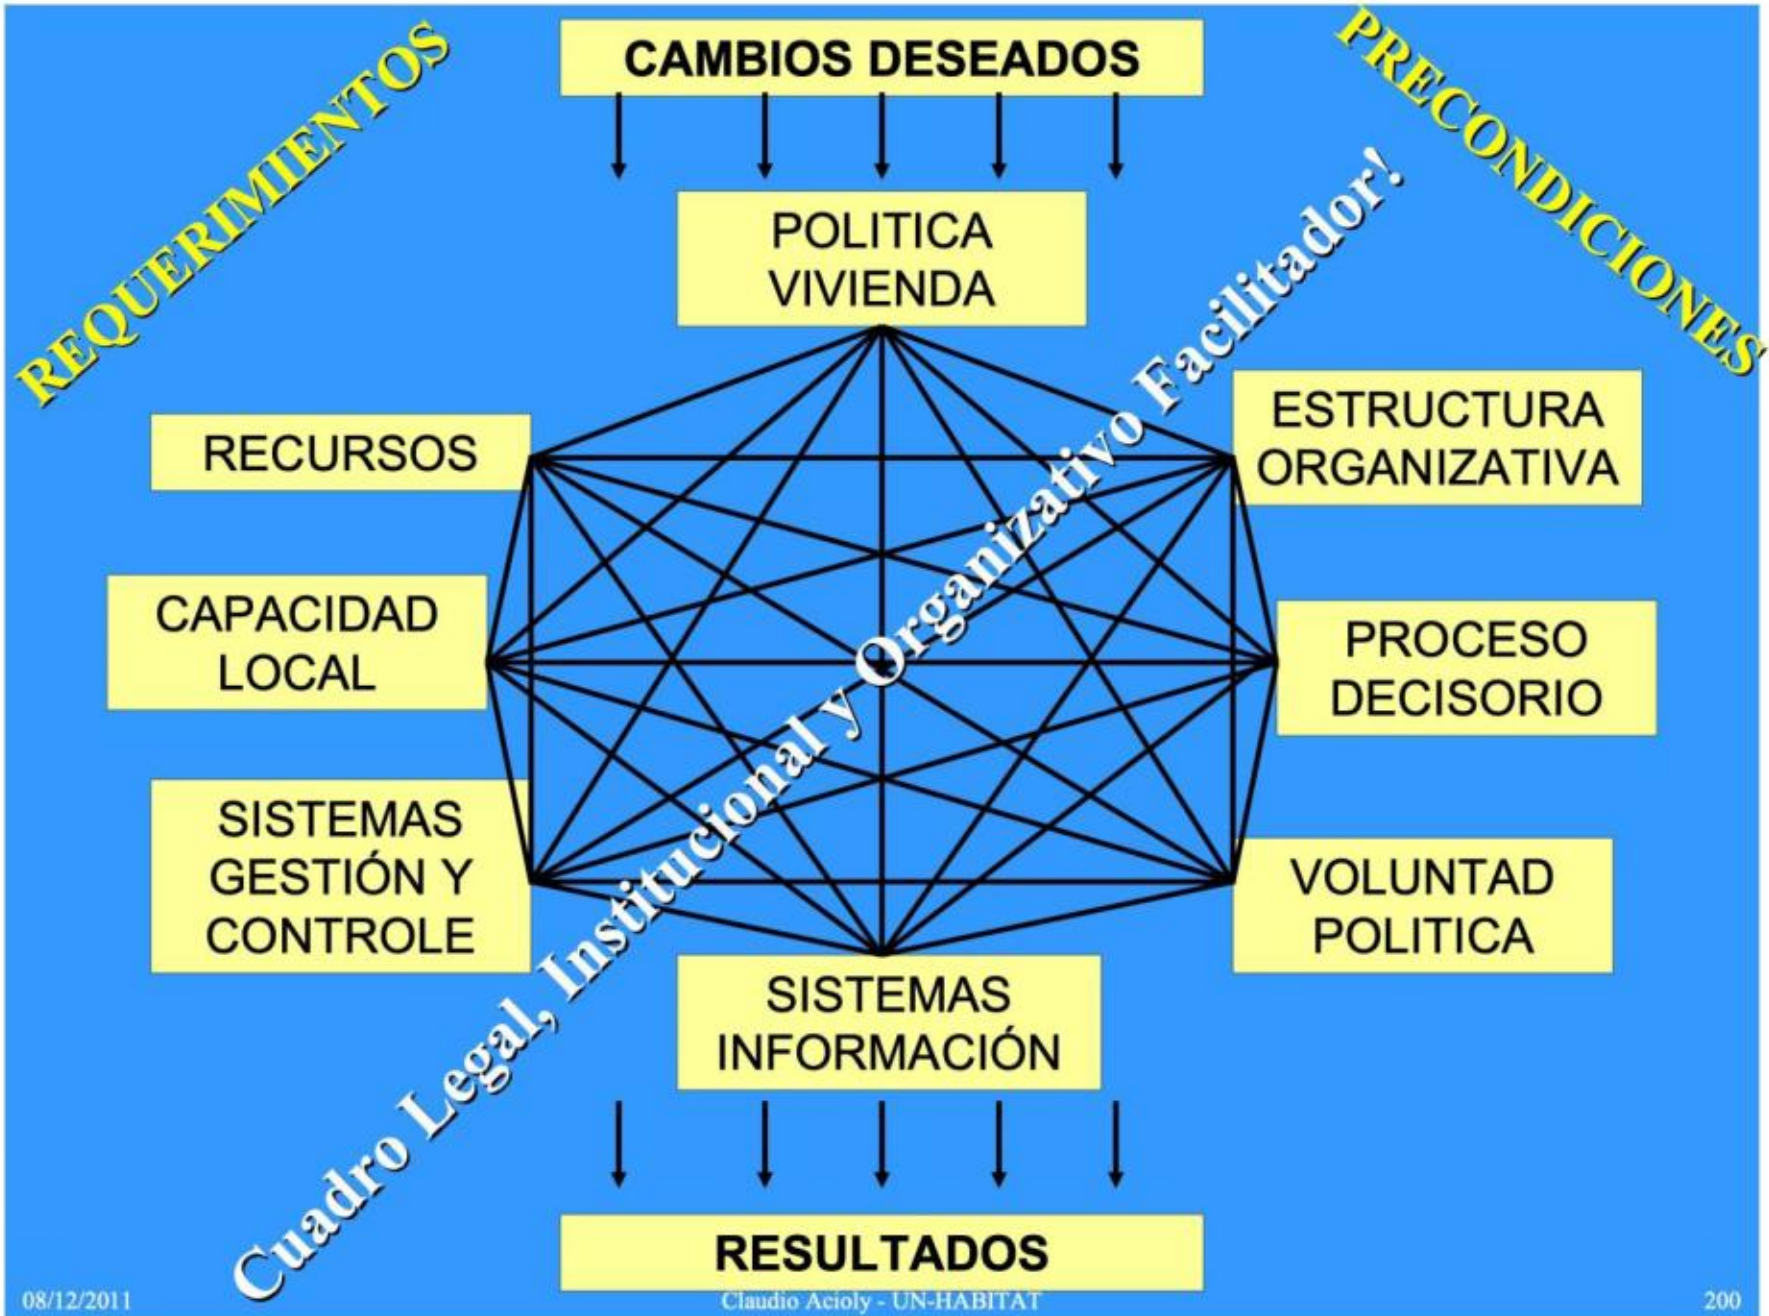 REQUERIMIENTOS
CAMBIOS DESEADOS
PRECONDICIONES
POLITICA
VIVIENDA
Cuadro Legal, Institucional y Organizativo Facilitador!
RECURSOS
ESTRUCTURA
ORGANIZATIVA
CAPACIDAD
LOCAL
PROCESO
DECISORIO
SISTEMAS
GESTIÓN Y
CONTROLE
VOLUNTAD
POLITICA
SISTEMAS
INFORMACIÓN
RESULTADOS
08/12/2011
Claudio Acioly - UN-HABITAT
200